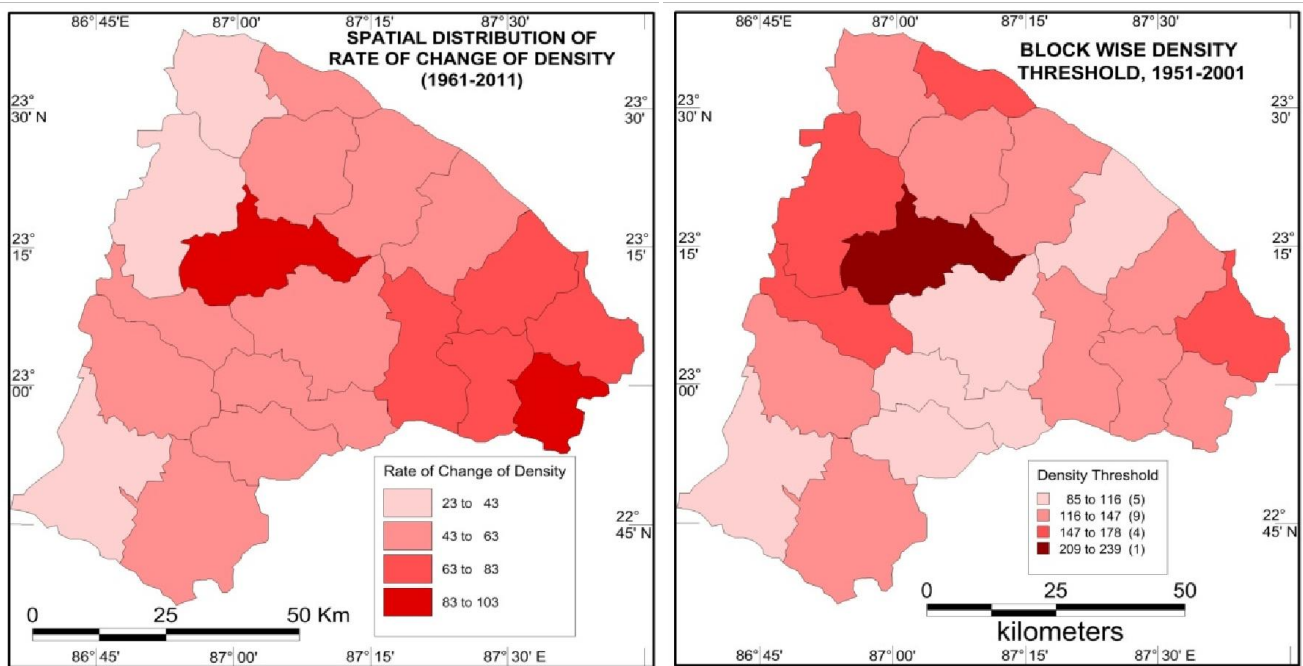 86° 45'E 87° 00' 87° 15' 87° 30'
SPATIAL DISTRIBUTION OF
RATE OF CHANGE OF DENSITY
(1961-2011)
23°
30' N
23°
30'
23°
15'
23°
15'
23°
00'
23°
00'
22°
45' N
Rate of Change of Density
23 to 43
43 to 63
63 to 83
83 to 103
0 25 50 Km
86° 45' 87° 00' 87° 15' 87° 30' E
86° 45'E 87° 00' 87° 15' 87° 30'
BLOCK WISE DENSITY
THRESHOLD, 1951-2001
23°
30'
23°
15'
23°
00'
22°
45' N
Density Threshold
85 to 116 (5)
116 to 147 (9)
147 to 178 (4)
209 to 239 (1)
0 25 50
kilometers
86° 45' 87° 00' 87° 15' 87° 30' E